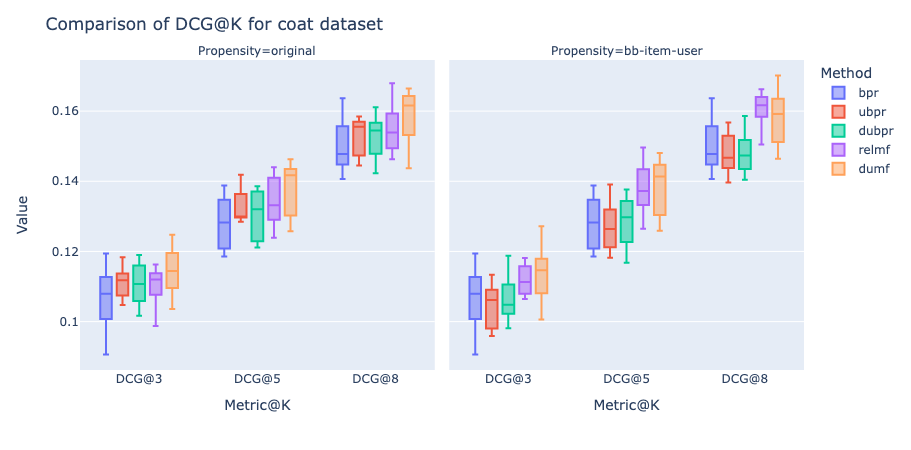 Comparison of DCG@K for coat dataset
Propensity=original
Propensity=bb-item-user
Method
bpr
ubpr
dubpr
relmf
dumf
Value
0.16
0.14
0.12
0.1
DCG@3
DCG@5
DCG@8
DCG@3
DCG@5
DCG@8
Metric@K
Metric@K